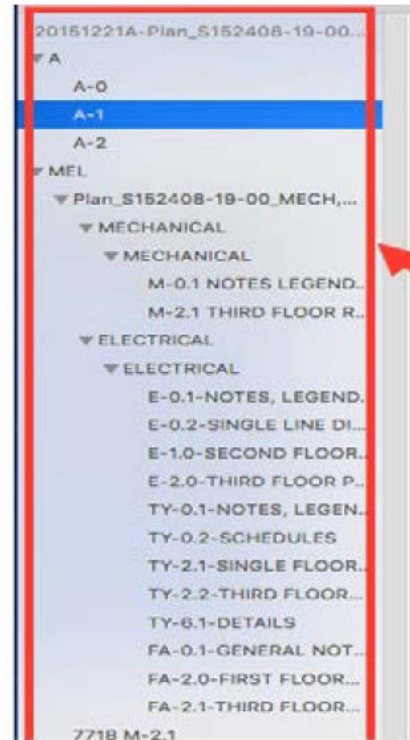 20151221A-Plan_S152408-19-00...
A
A-0
A-1
A-2
MEL
Plan_S152408-19-00_MECH,...
MECHANICAL
MECHANICAL
M-0.1 NOTES LEGEND..
M-2.1 THIRD FLOOR R...
ELECTRICAL
ELECTRICAL
E-0.1-NOTES, LEGEND.
E-0.2-SINGLE LINE DI...
E-1.0-SECOND FLOOR..
E-2.0-THIRD FLOOR P...
TY-0.1-NOTES, LEGEN..
TY-0.2-SCHEDULES
TY-2.1-SINGLE FLOOR..
TY-2.2-THIRD FLOOR...
TY-6.1-DETAILS
FA-0.1-GENERAL NOT...
FA-2.0-FIRST FLOOR...
FA-2.1-THIRD FLOOR...
7718 M-2.1